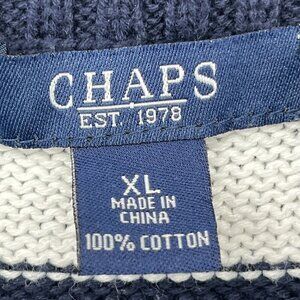 CHAPS
EST. 1978
XL
MADE IN
CHINA
100% COTTON